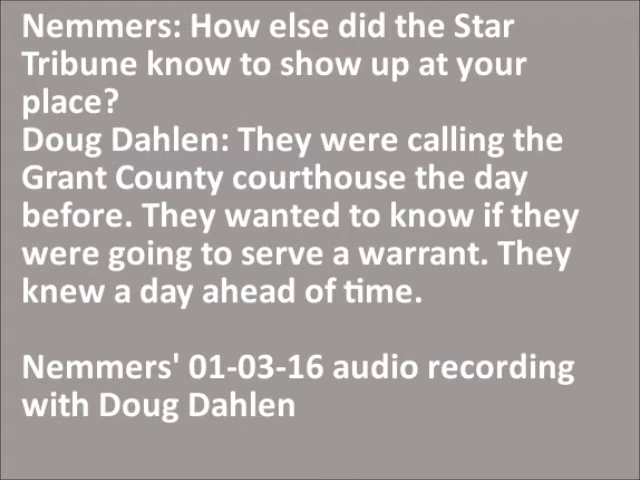 Nemmers: How else did the Star
Tribune know to show up at your
place?
Doug Dahlen: They were calling the
Grant County courthouse the day
before. They wanted to know if they
were going to serve a warrant. They
knew a day ahead of time.
Nemmers' 01-03-16 audio recording
with Doug Dahlen